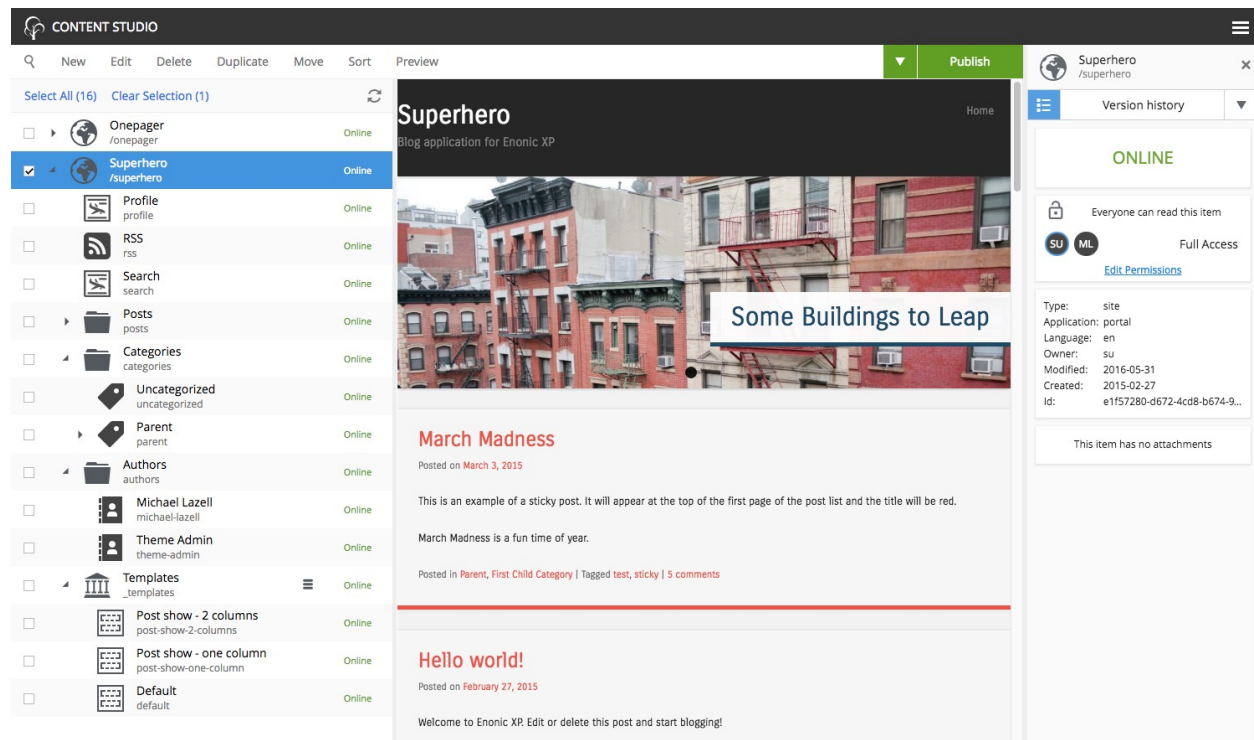 CONTENT STUDIO
New Edit Delete Duplicate Move Sort Preview Publish
Select All (16) Clear Selection (1)
Onepager Online
/onepager
Superhero Online
/superhero
Profile Online
profile
RSS Online
rss
Search Online
search
Posts Online
posts
Categories Online
categories
Uncategorized Online
uncategorized
Parent Online
parent
Authors Online
authors
Michael Lazell Online
michael-lazell
Theme Admin Online
theme-admin
Templates Online
_templates
Post show - 2 columns Online
post-show-2-columns
Post show - one column Online
post-show-one-column
Default Online
default
Superhero Home
Blog application for Enonic XP
Some Buildings to Leap
March Madness
Posted on March 3, 2015
This is an example of a sticky post. It will appear at the top of the first page of the post list and the title will be red.
March Madness is a fun time of year.
Posted in Parent, First Child Category | Tagged test, sticky | 5 comments
Hello world!
Posted on February 27, 2015
Welcome to Enonic XP. Edit or delete this post and start blogging!
Superhero
/superhero
Version history
ONLINE
Everyone can read this item
SU ML Full Access
Edit Permissions
Type: site
Application: portal
Language: en
Owner: su
Modified: 2016-05-31
Created: 2015-02-27
Id: e1f57280-d672-4cd8-b674-9...
This item has no attachments